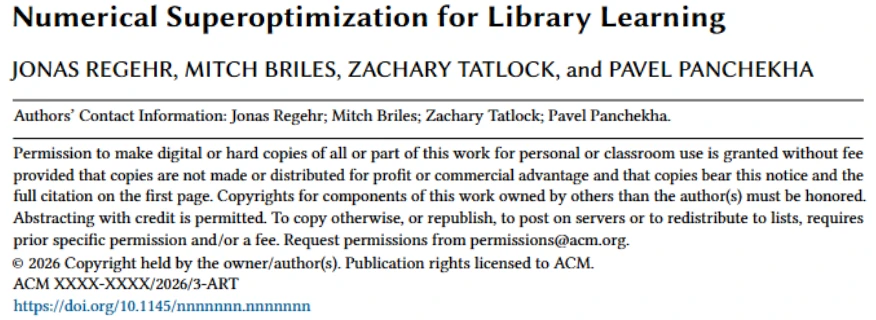 Numerical Superoptimization for Library Learning
JONAS REGEHR, MITCH BRILES, ZACHARY TATLOCK, and PAVEL PANCHEKHA
Authors' Contact Information: Jonas Regehr; Mitch Briles; Zachary Tatlock; Pavel Panchekha.
Permission to make digital or hard copies of all or part of this work for personal or classroom use is granted without fee
provided that copies are not made or distributed for profit or commercial advantage and that copies bear this notice and the
full citation on the first page. Copyrights for components of this work owned by others than the author(s) must be honored.
Abstracting with credit is permitted. To copy otherwise, or republish, to post on servers or to redistribute to lists, requires
prior specific permission and/or a fee. Request permissions from permissions@acm.org.
© 2026 Copyright held by the owner/author(s). Publication rights licensed to ACM.
ACM XXXX-XXXX/2026/3-ART
https://doi.org/10.1145/nnnnnnn.nnnnnnn